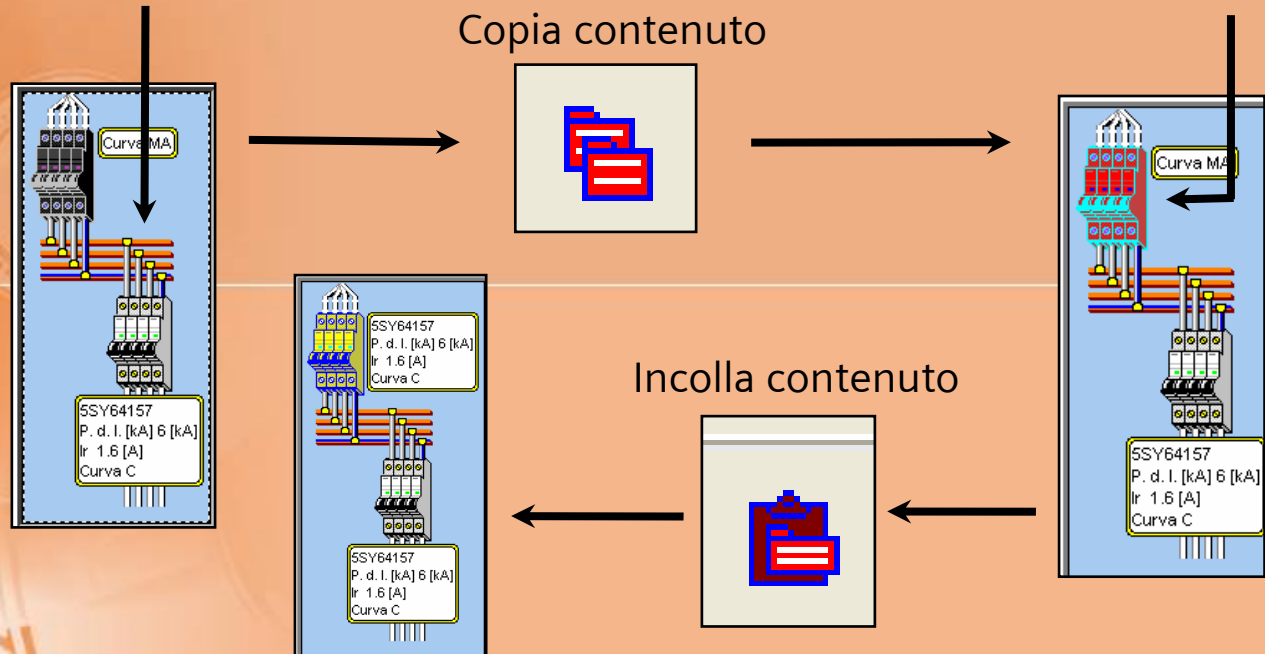 Copia contenuto
Curva MA
5SY64157
P. d. I. [kA] 6 [kA]
Ir 1.6 [A]
Curva C
Curva MA
5SY64157
P. d. I. [kA] 6 [kA]
Ir 1.6 [A]
Curva C
5SY64157
P. d. I. [kA] 6 [kA]
Ir 1.6 [A]
Curva C
5SY64157
P. d. I. [kA] 6 [kA]
Ir 1.6 [A]
Curva C
Incolla contenuto